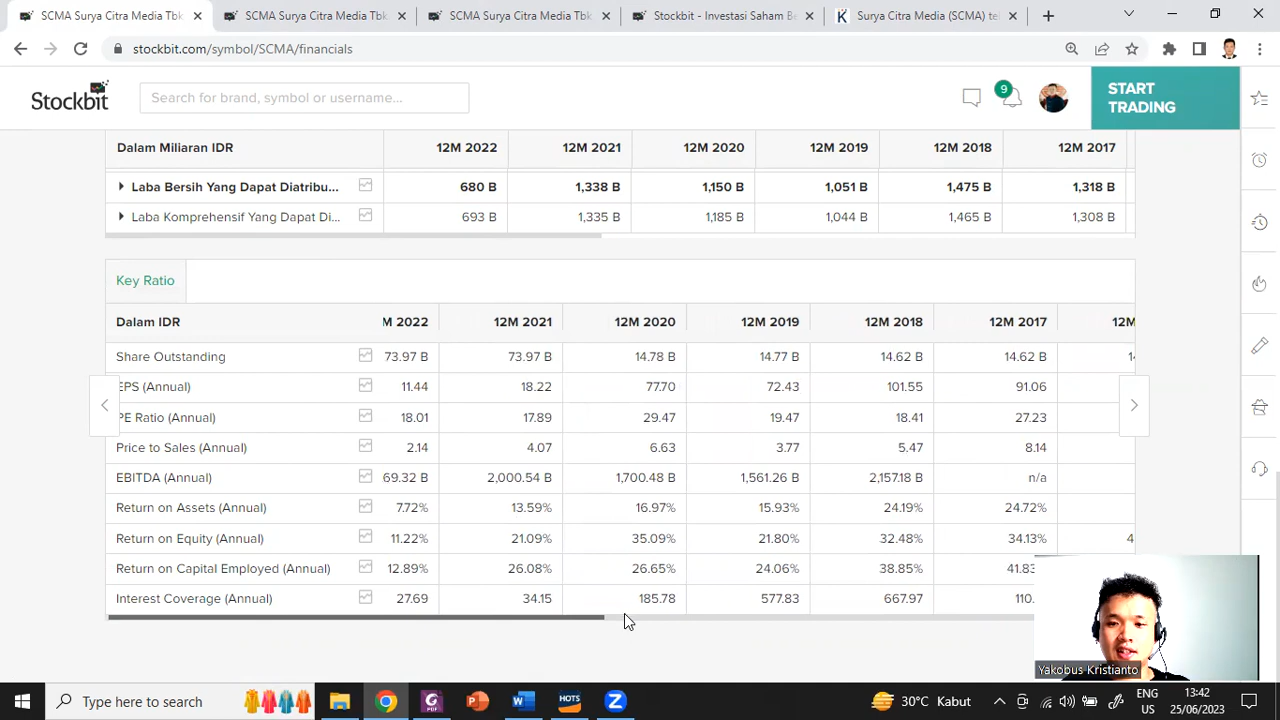 SCMA Surya Citra Media Tbk
SCMA Surya Citra Media Tbk
SCMA Surya Citra Media Tbk
Stockbit - Investasi Saham Be
Surya Citra Media (SCMA) te
stockbit.com/symbol/SCMA/financials
Stockbit
Search for brand, symbol or username...
9
START
TRADING
Dalam Miliaran IDR 12M 2022 12M 2021 12M 2020 12M 2019 12M 2018 12M 2017
Laba Bersih Yang Dapat Diatribu... 680 B 1,338 B 1,150 B 1,051 B 1,475 B 1,318 B
Laba Komprehensif Yang Dapat Di... 693 B 1,335 B 1,185 B 1,044 B 1,465 B 1,308 B
Key Ratio
Dalam IDR M 2022 12M 2021 12M 2020 12M 2019 12M 2018 12M 2017 12M
Share Outstanding 73.97 B 73.97 B 14.78 B 14.77 B 14.62 B 14.62 B 1
EPS (Annual) 11.44 18.22 77.70 72.43 101.55 91.06
PE Ratio (Annual) 18.01 17.89 29.47 19.47 18.41 27.23
Price to Sales (Annual) 2.14 4.07 6.63 3.77 5.47 8.14
EBITDA (Annual) 69.32 B 2,000.54 B 1,700.48 B 1,561.26 B 2,157.18 B n/a
Return on Assets (Annual) 7.72% 13.59% 16.97% 15.93% 24.19% 24.72%
Return on Equity (Annual) 11.22% 21.09% 35.09% 21.80% 32.48% 34.13% 4
Return on Capital Employed (Annual) 12.89% 26.08% 26.65% 24.06% 38.85% 41.83
Interest Coverage (Annual) 27.69 34.15 185.78 577.83 667.97 110.
Yakobus Kristianto
Type here to search
HOTS
30°C Kabut
ENG
US
13:42
25/06/2023